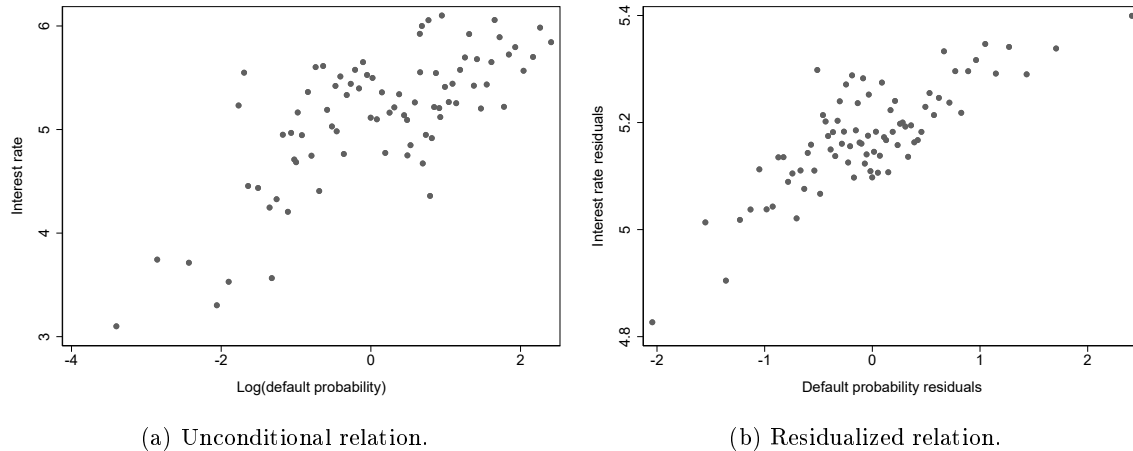 6
5
4
3
Interest rate
-4
-2
0
2
Log(default probability)
(a) Unconditional relation.
5.4
5.2
5
4.8
Interest rate residuals
-2
-1
0
1
2
Default probability residuals
(b) Residualized relation.